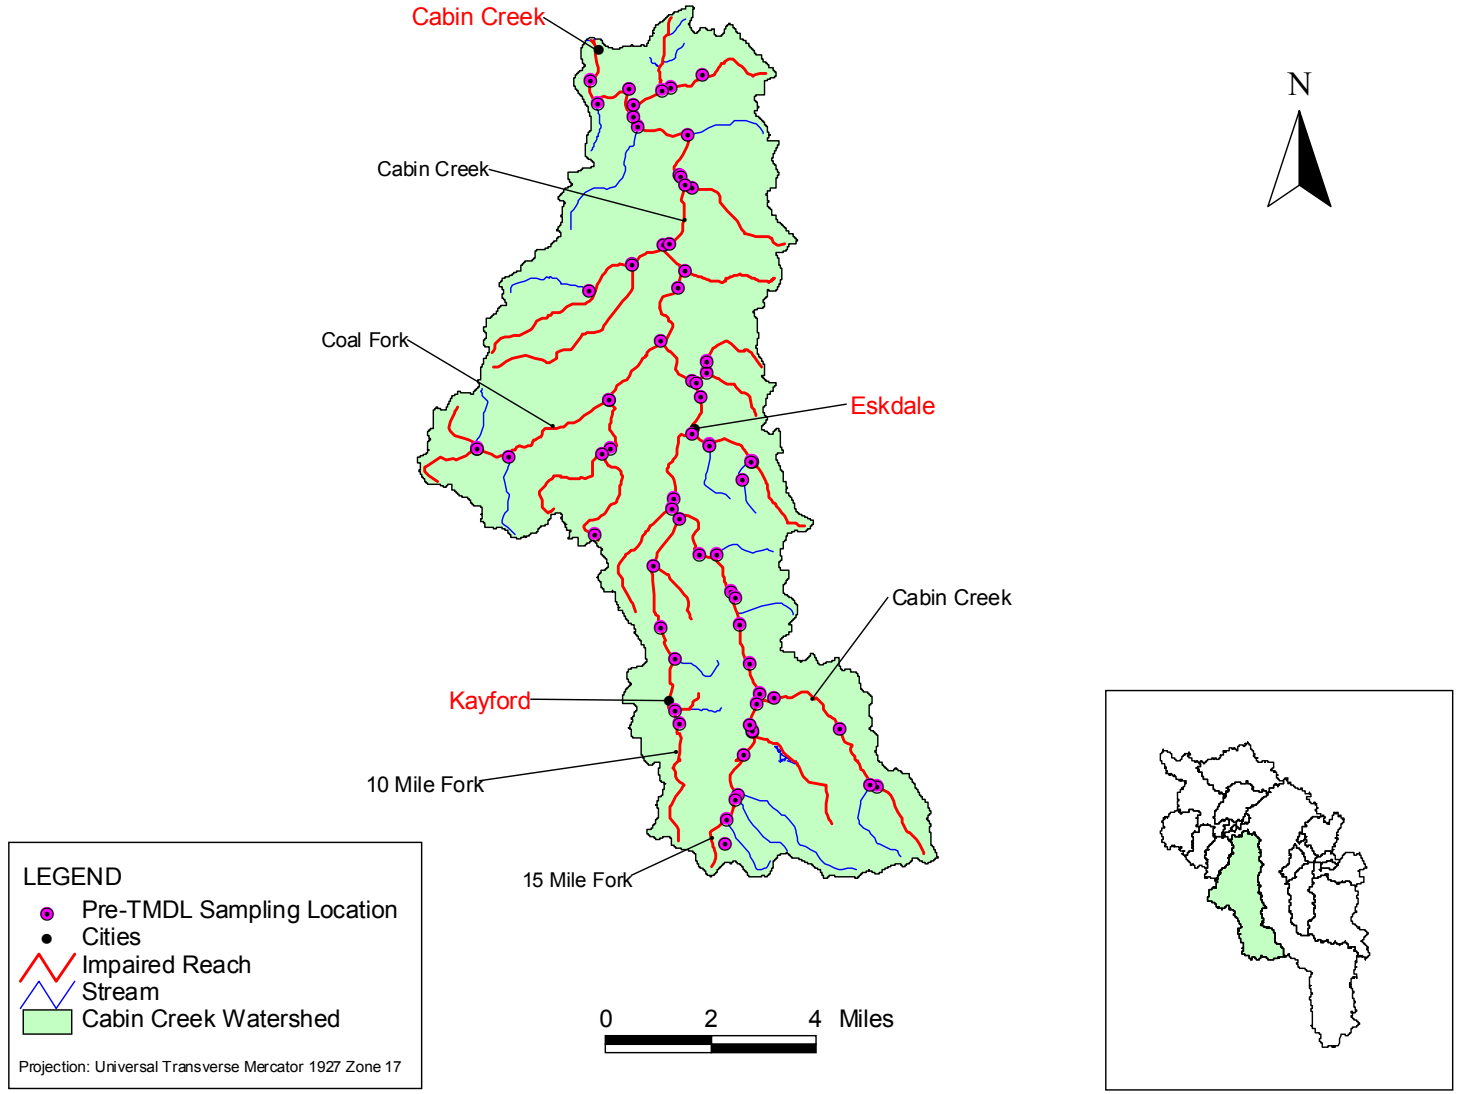 Cabin Creek
N
Cabin Creek
Coal Fork
Eskdale
Cabin Creek
Kayford
10 Mile Fork
15 Mile Fork
LEGEND
Pre-TMDL Sampling Location
Cities
Impaired Reach
Stream
Cabin Creek Watershed
Projection: Universal Transverse Mercator 1927 Zone 17
0 2 4 Miles